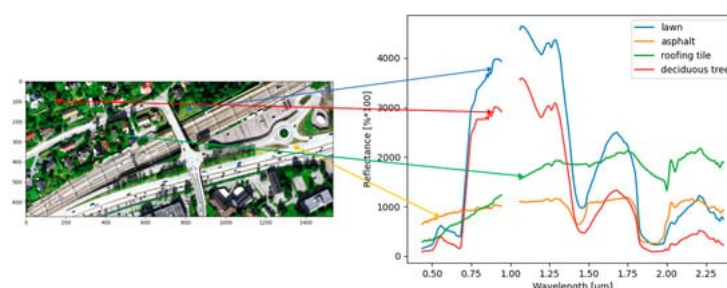 0
100
200
300
400
500
600
0 200 400 600 800 1000 1200 1400
Reflectance [%*100]
4000
3000
2000
1000
0
lawn
asphalt
roofing tile
deciduous tree
0.50 0.75 1.00 1.25 1.50 1.75 2.00 2.25
Wavelength [um]